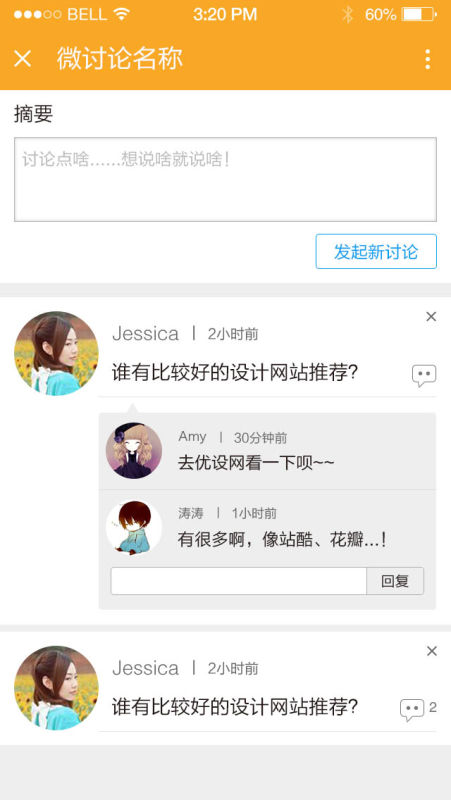 BELL 3:20 PM 60%
微讨论名称
摘要
讨论点啥......想说啥就说啥！
发起新讨论
Jessica | 2小时前
谁有比较好的设计网站推荐？
Amy | 30分钟前
去优设网看一下呗~~
涛涛 | 1小时前
有很多啊，像站酷、花瓣...！
回复
Jessica | 2小时前
谁有比较好的设计网站推荐？
2